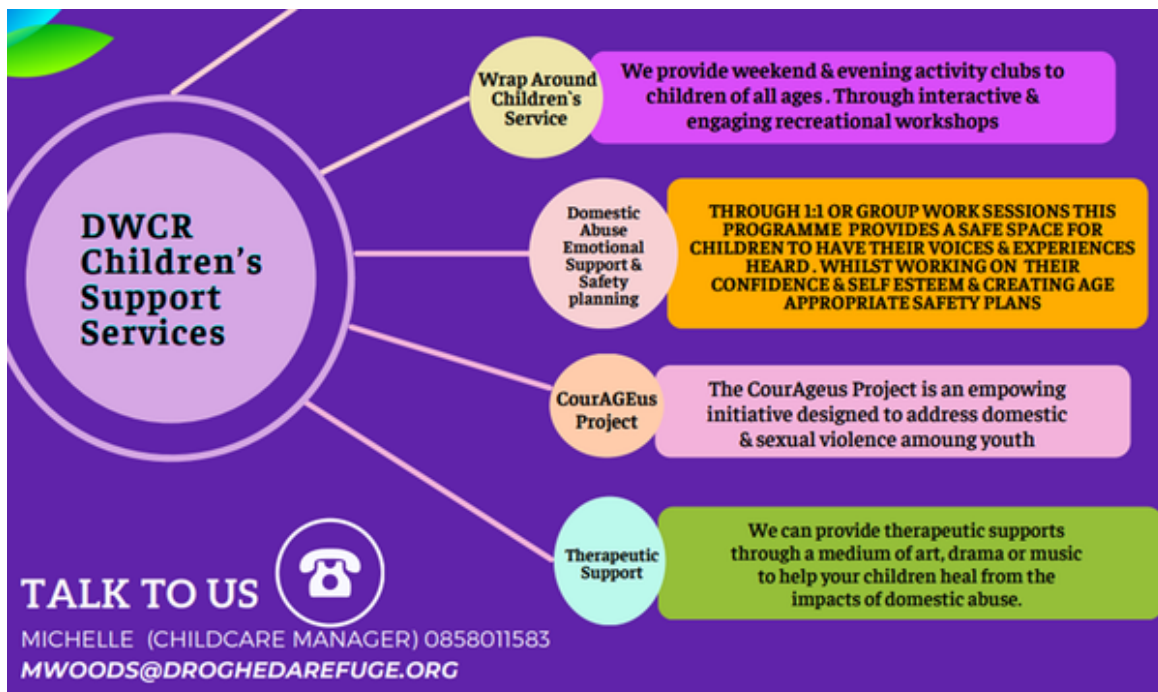 DWCR
Children's
Support
Services
Wrap Around
Children`s
Service
We provide weekend & evening activity clubs to
children of all ages . Through interactive &
engaging recreational workshops
Domestic
Abuse
Emotional
Support &
Safety
planning
THROUGH 1:1 OR GROUP WORK SESSIONS THIS
PROGRAMME PROVIDES A SAFE SPACE FOR
CHILDREN TO HAVE THEIR VOICES & EXPERIENCES
HEARD . WHILST WORKING ON THEIR
CONFIDENCE & SELF ESTEEM & CREATING AGE
APPROPRIATE SAFETY PLANS
CourAGEus
Project
The CourAgeus Project is an empowing
initiative designed to address domestic
& sexual violence amoung youth
Therapeutic
Support
We can provide therapeutic supports
through a medium of art, drama or music
to help your children heal from the
impacts of domestic abuse.
TALK TO US
MICHELLE (CHILDCARE MANAGER) 0858011583
MWOODS@DROGHEDAREFUGE.ORG